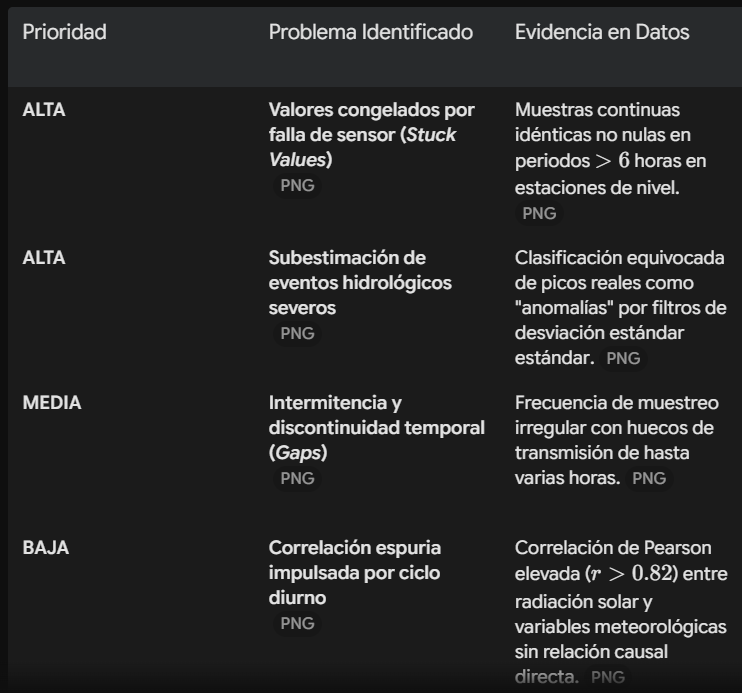 Prioridad
Problema Identificado
Evidencia en Datos
ALTA
Valores congelados por
falla de sensor (Stuck
Values)
PNG
Muestras continuas
idénticas no nulas en
periodos > 6 horas en
estaciones de nivel.
PNG
ALTA
Subestimación de
eventos hidrológicos
severos
PNG
Clasificación equivocada
de picos reales como
"anomalías" por filtros de
desviación estándar
estándar. PNG
MEDIA
Intermitencia y
discontinuidad temporal
(Gaps)
PNG
Frecuencia de muestreo
irregular con huecos de
transmisión de hasta
varias horas. PNG
BAJA
Correlación espuria
impulsada por ciclo
diurno
PNG
Correlación de Pearson
elevada (r > 0.82) entre
radiación solar y
variables meteorológicas
sin relación causal
directa. PNG